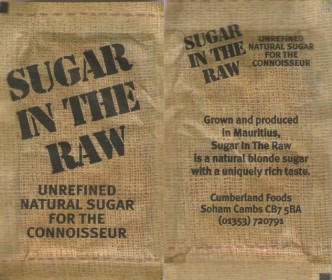 SUGAR
IN THE
RAW
UNREFINED
NATURAL SUGAR
FOR THE
CONNOISSEUR
SUGAR
IN THE
RAW
UNREFINED
NATURAL SUGAR
FOR THE
CONNOISSEUR
Grown and produced
in Mauritius,
Sugar In The Raw
is a natural blonde sugar
with a uniquely rich taste.
Cumberland Foods
Soham Cambs CB7 5BA
(01353) 720791